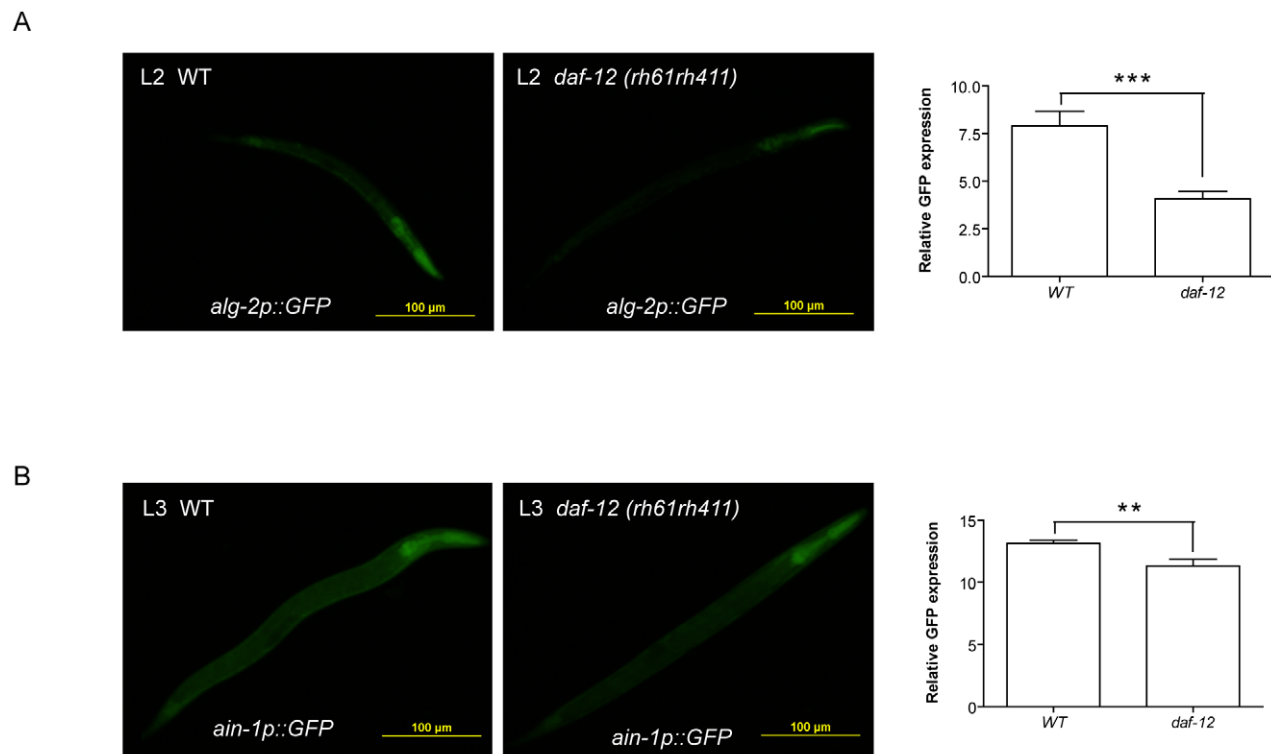 A
L2 WT
alg-2p::GFP
100 µm
L2 daf-12 (rh61rh411)
alg-2p::GFP
100 µm
Relative GFP expression
10.0
7.5
5.0
2.5
0.0
***
WT
daf-12
B
L3 WT
ain-1p::GFP
100 µm
L3 daf-12 (rh61rh411)
ain-1p::GFP
100 µm
Relative GFP expression
15
10
5
0
**
WT
daf-12